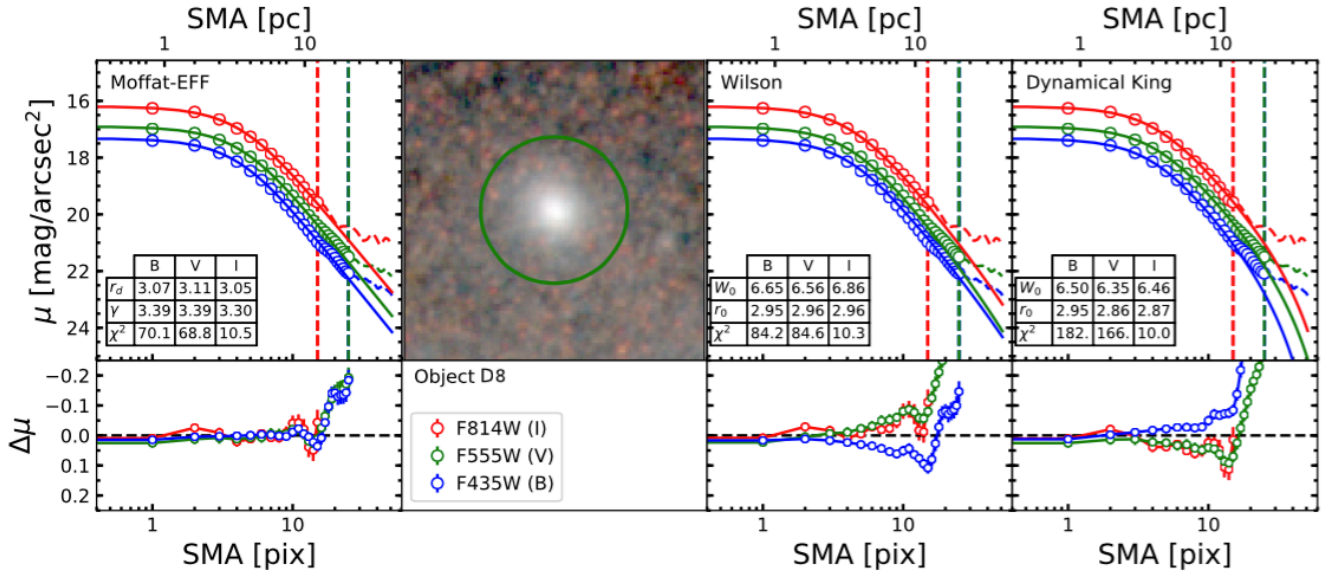 SMA [pc]
SMA [pc]
SMA [pc]
1
10
1
10
1
10
Moffat-EFF
Wilson
Dynamical King
μ [mag/arcsec²]
16
18
20
22
24
B V I
r_d 3.07 3.11 3.05
γ 3.39 3.39 3.30
χ² 70.1 68.8 10.5
B V I
W₀ 6.65 6.56 6.86
r₀ 2.95 2.96 2.96
χ² 84.2 84.6 10.3
B V I
W₀ 6.50 6.35 6.46
r₀ 2.95 2.86 2.87
χ² 182. 166. 10.0
Δμ
−0.2
−0.1
0.0
0.1
0.2
Object D8
F814W (I)
F555W (V)
F435W (B)
1
10
1
10
1
10
SMA [pix]
SMA [pix]
SMA [pix]